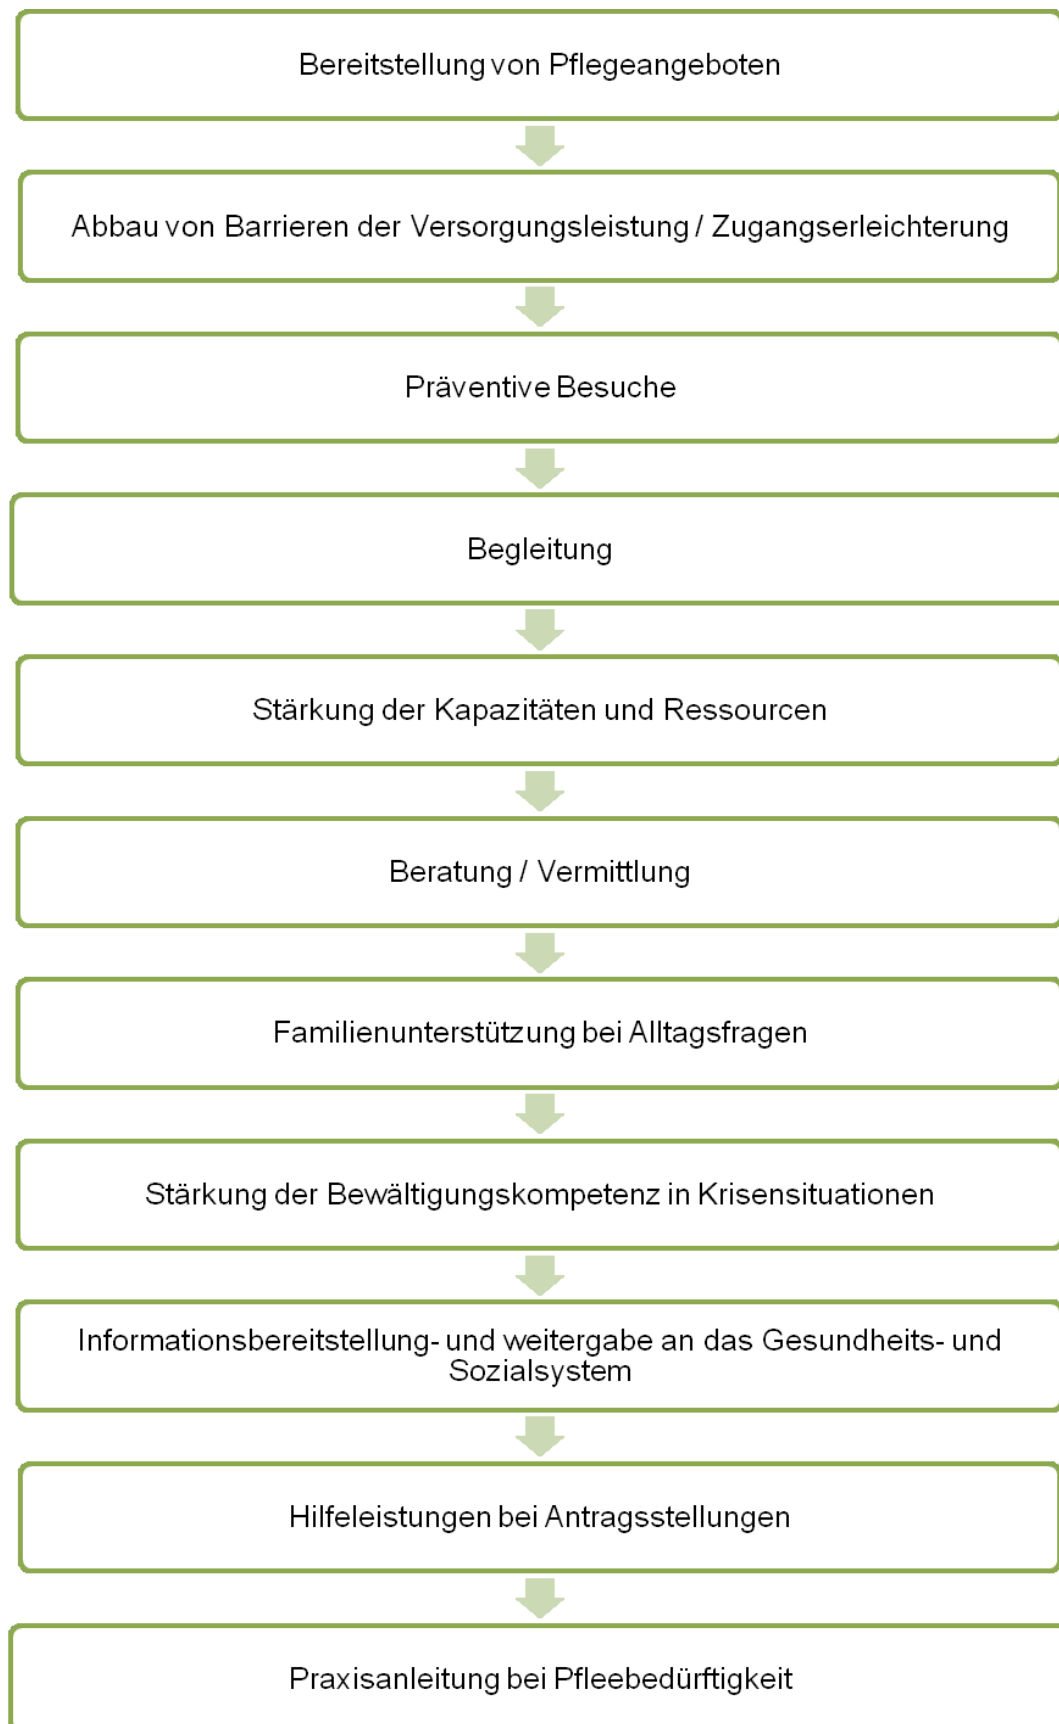 Bereitstellung von Pflegeangeboten
Abbau von Barrieren der Versorgungsleistung / Zugangserleichterung
Präventive Besuche
Begleitung
Stärkung der Kapazitäten und Ressourcen
Beratung / Vermittlung
Familienunterstützung bei Alltagsfragen
Stärkung der Bewältigungskompetenz in Krisensituationen
Informationsbereitstellung- und weitergabe an das Gesundheits- und
Sozialsystem
Hilfeleistungen bei Antragsstellungen
Praxisanleitung bei Pfleebedürftigkeit